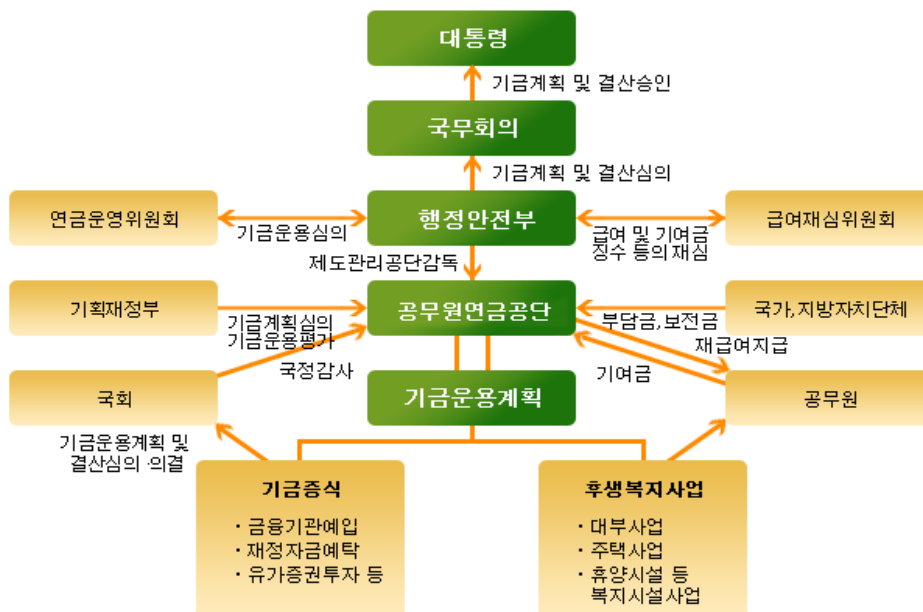 대통령
기금계획 및 결산승인
국무회의
기금계획 및 결산심의
연금운영위원회
기금운용심의
행정안전부
급여 및 기여금
징수 등의 재심
급여재심위원회
제도관리공단감독
기획재정부
기금계획심의
기금운용평가
공무원연금공단
부담금,보전금
국가,지방자치단체
재급여지급
국정감사
기여금
국회
기금운용계획
공무원
기금운용계획 및
결산심의·의결
기금증식
· 금융기관예입
· 재정자금예탁
· 유가증권투자 등
후생복지사업
· 대부사업
· 주택사업
· 휴양시설 등
복지시설사업